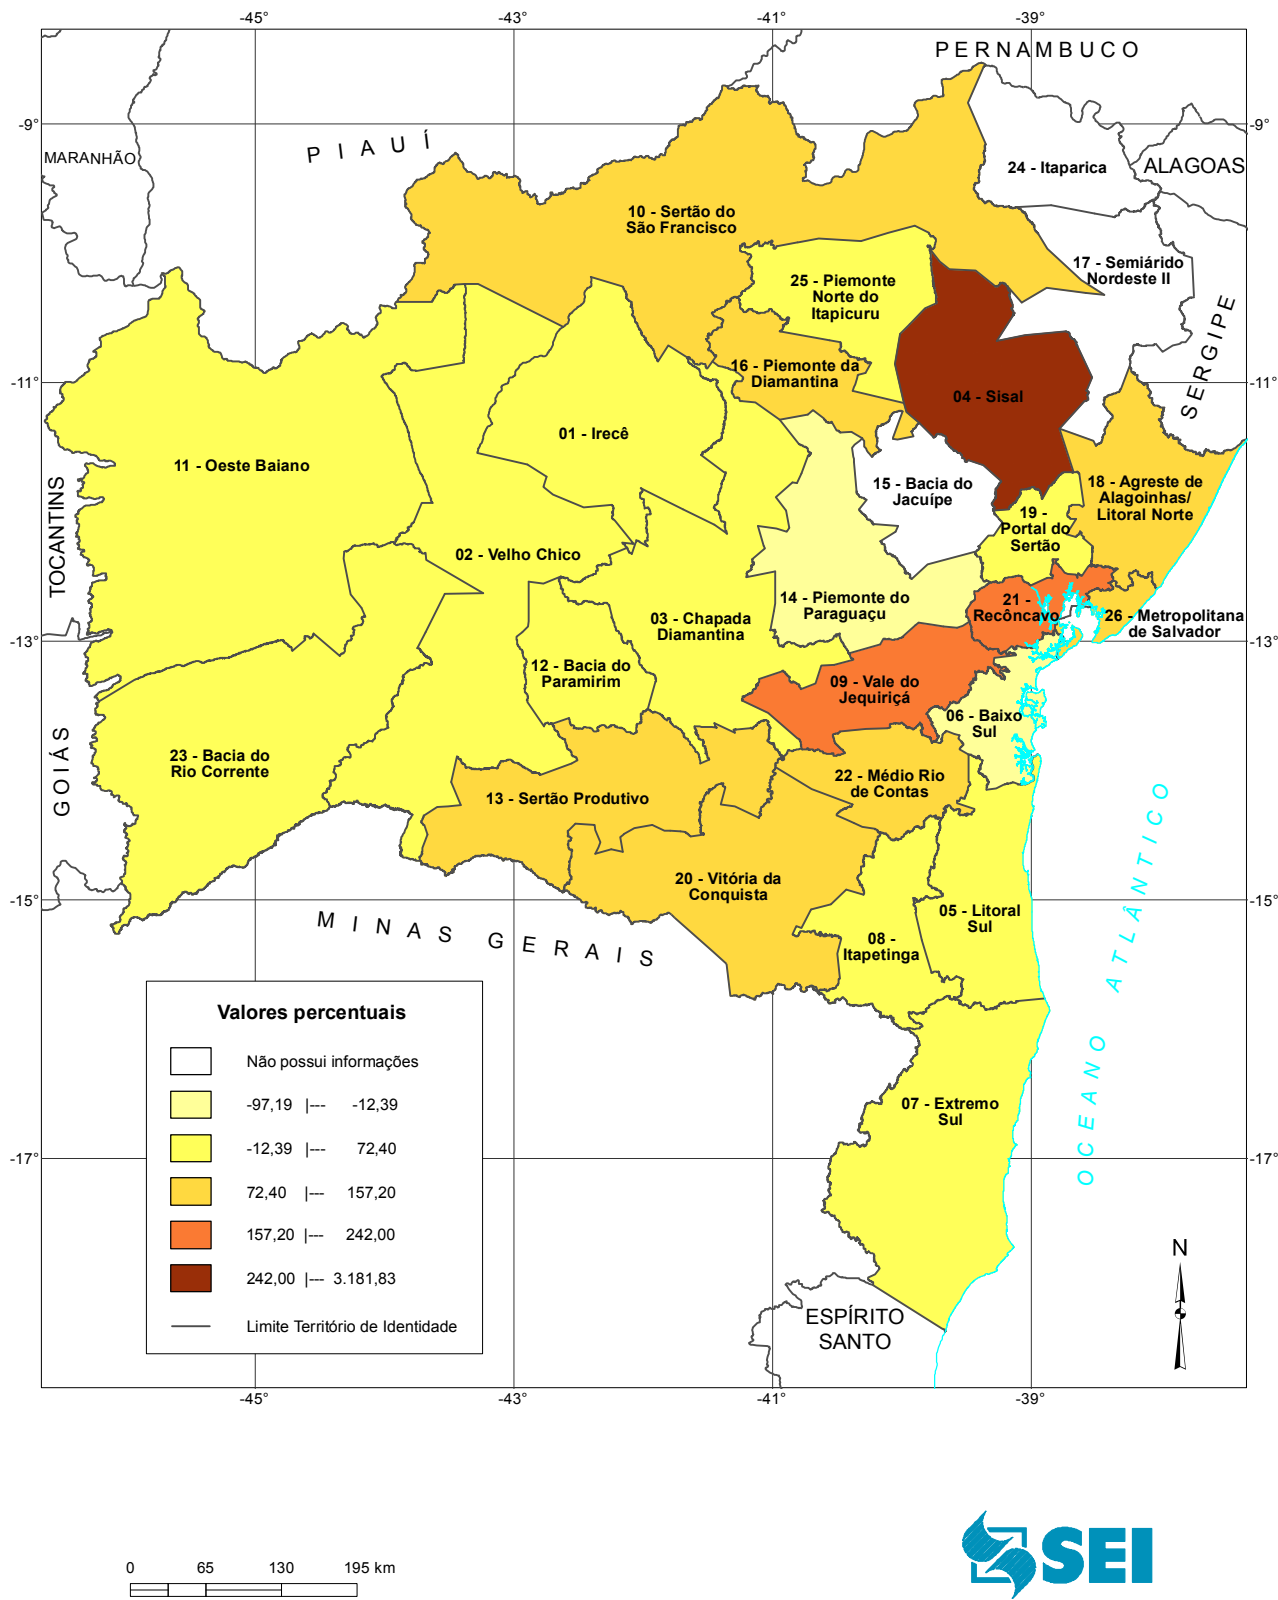 -45°
-43°
-41°
-39°
PERNAMBUCO
-9°
-9°
PIAUÍ
MARANHÃO
ALAGOAS
24 - Itaparica
10 - Sertão do
São Francisco
17 - Semiárido
Nordeste II
25 - Piemonte
Norte do
Itapicuru
SERGIPE
16 - Piemonte da
Diamantina
-11°
-11°
04 - Sisal
01 - Irecê
11 - Oeste Baiano
15 - Bacia do
Jacuípe
18 - Agreste de
Alagoinhas/
Litoral Norte
19 -
Portal do
Sertão
TOCANTINS
02 - Velho Chico
14 - Piemonte do
Paraguaçu
21 -
Recôncavo
03 - Chapada
Diamantina
26 - Metropolitana
de Salvador
-13°
-13°
12 - Bacia do
Paramirim
09 - Vale do
Jequiriçá
06 - Baixo
Sul
GOIÁS
23 - Bacia do
Rio Corrente
22 - Médio Rio
de Contas
13 - Sertão Produtivo
20 - Vitória da
Conquista
-15°
-15°
05 - Litoral
Sul
MINAS GERAIS
08 -
Itapetinga
OCEANO ATLÂNTICO
Valores percentuais
Não possui informações
-97,19 |--- -12,39
-12,39 |--- 72,40
72,40 |--- 157,20
157,20 |--- 242,00
242,00 |--- 3.181,83
Limite Território de Identidade
07 - Extremo
Sul
-17°
-17°
N
ESPÍRITO
SANTO
-45°
-43°
-41°
-39°
0 65 130 195 km
SEI